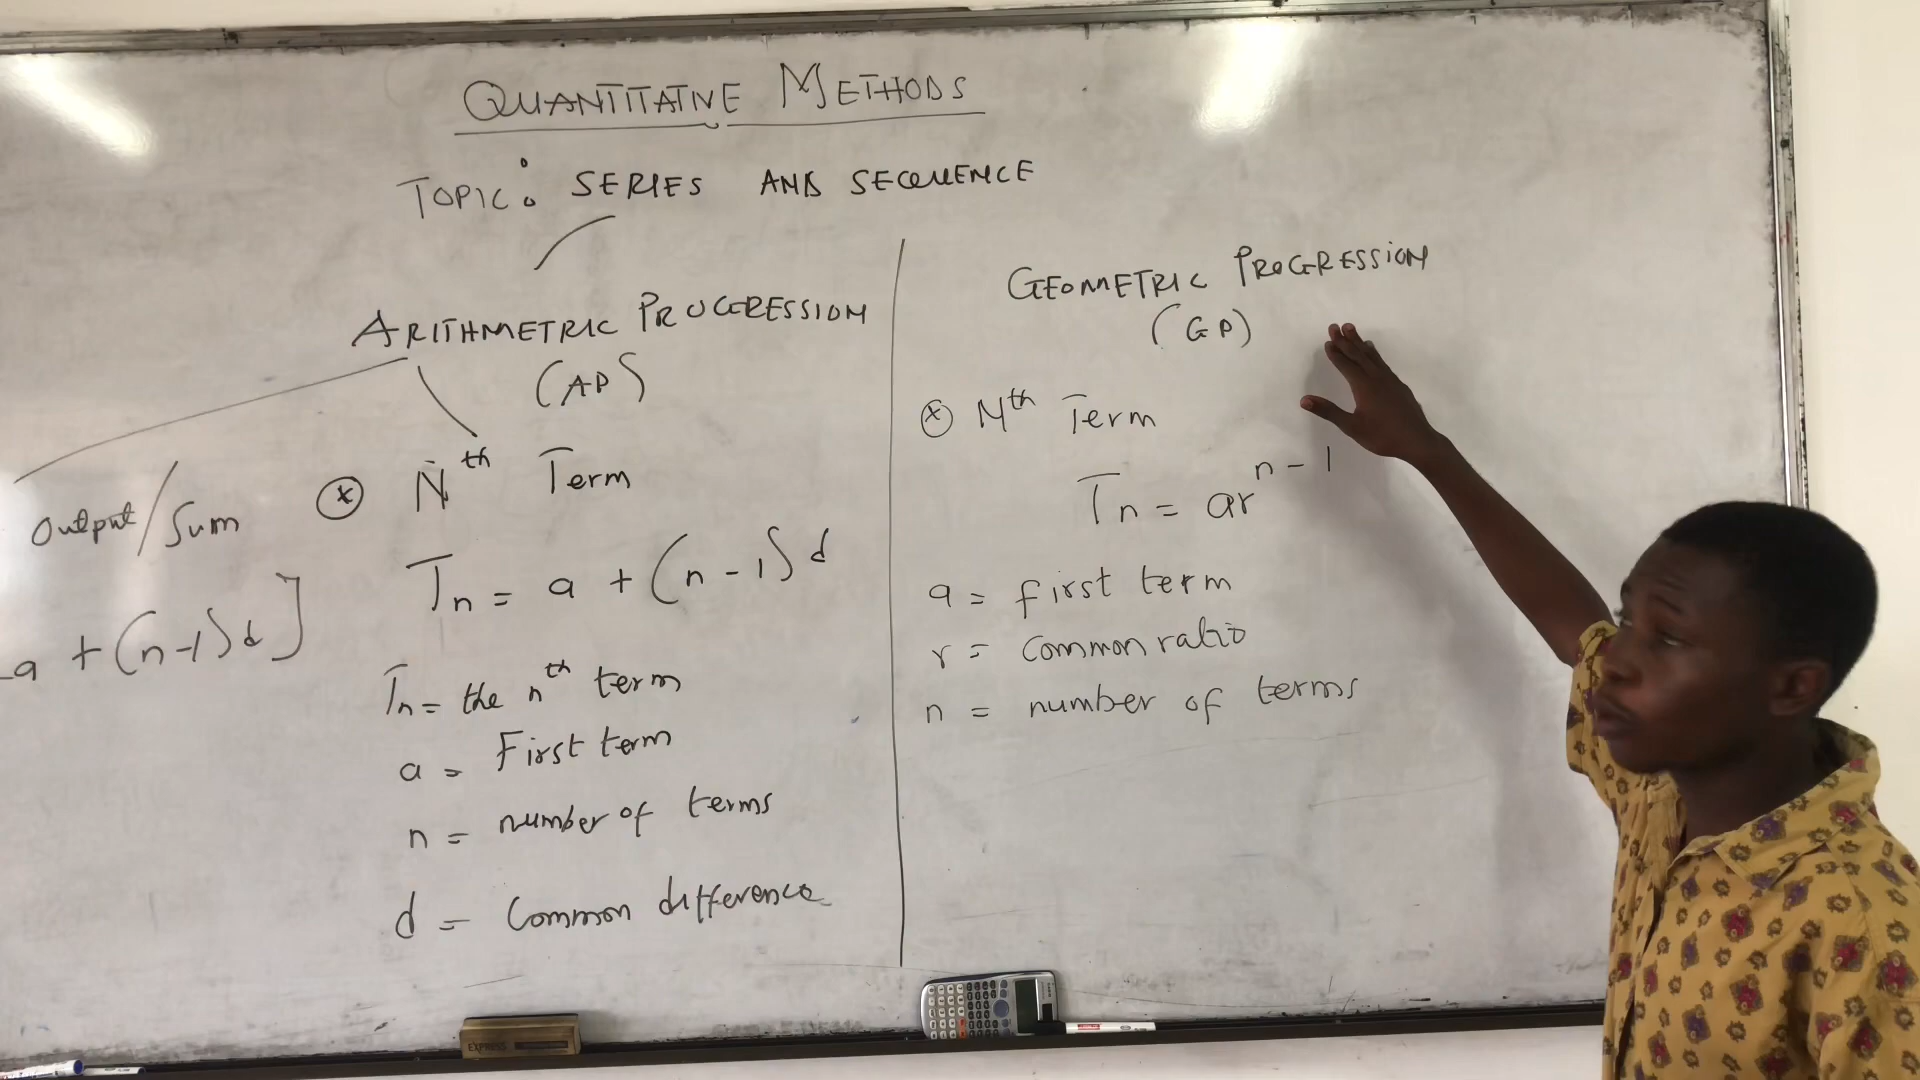 QUANTITATIVE METHODS
TOPIC: SERIES AND SEQUENCE
ARITHMETRIC PROGRESSION
(AP)
Output/Sum
a + (n-1)d]
* Nth Term
Tn = a + (n-1)d
Tn = the nth term
a = First term
n = number of terms
d = Common difference
GEOMETRIC PROGRESSION
(GP)
* Nth Term
Tn = ar^n-1
a = first term
r = common ratio
n = number of terms
EXPRESS